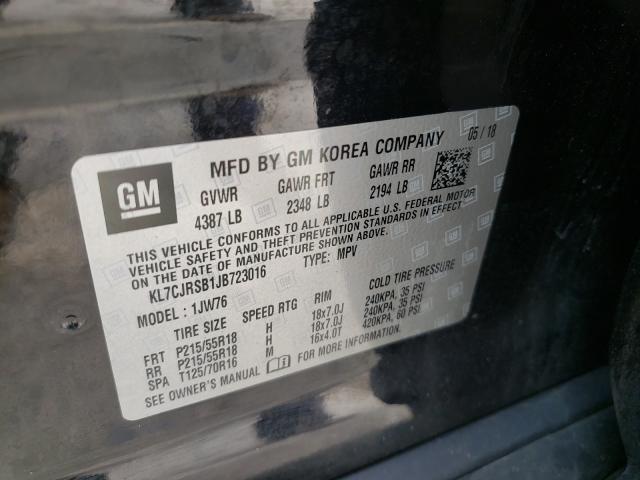 GM
MFD BY GM KOREA COMPANY 05/18
GVWR GAWR FRT GAWR RR
4387 LB 2348 LB 2194 LB
THIS VEHICLE CONFORMS TO ALL APPLICABLE U.S. FEDERAL MOTOR
VEHICLE SAFETY AND THEFT PREVENTION STANDARDS IN EFFECT
ON THE DATE OF MANUFACTURE SHOWN ABOVE.
KL7CJRSB1JB723016 TYPE: MPV
MODEL: 1JW76
TIRE SIZE SPEED RTG RIM COLD TIRE PRESSURE
FRT P215/55R18 H 18x7.0J 240KPA, 35 PSI
RR P215/55R18 H 18x7.0J 240KPA, 35 PSI
SPA T125/70R16 M 16x4.0T 420KPA, 60 PSI
SEE OWNER'S MANUAL FOR MORE INFORMATION.